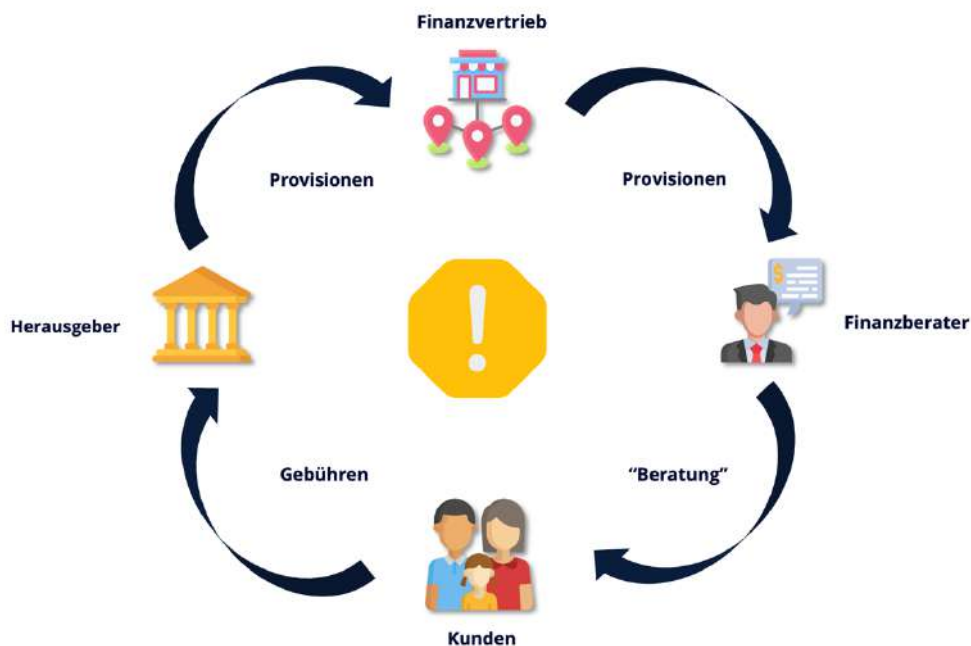 Finanzvertrieb
Provisionen
Provisionen
Herausgeber
$
Finanzberater
Gebühren
“Beratung”
Kunden